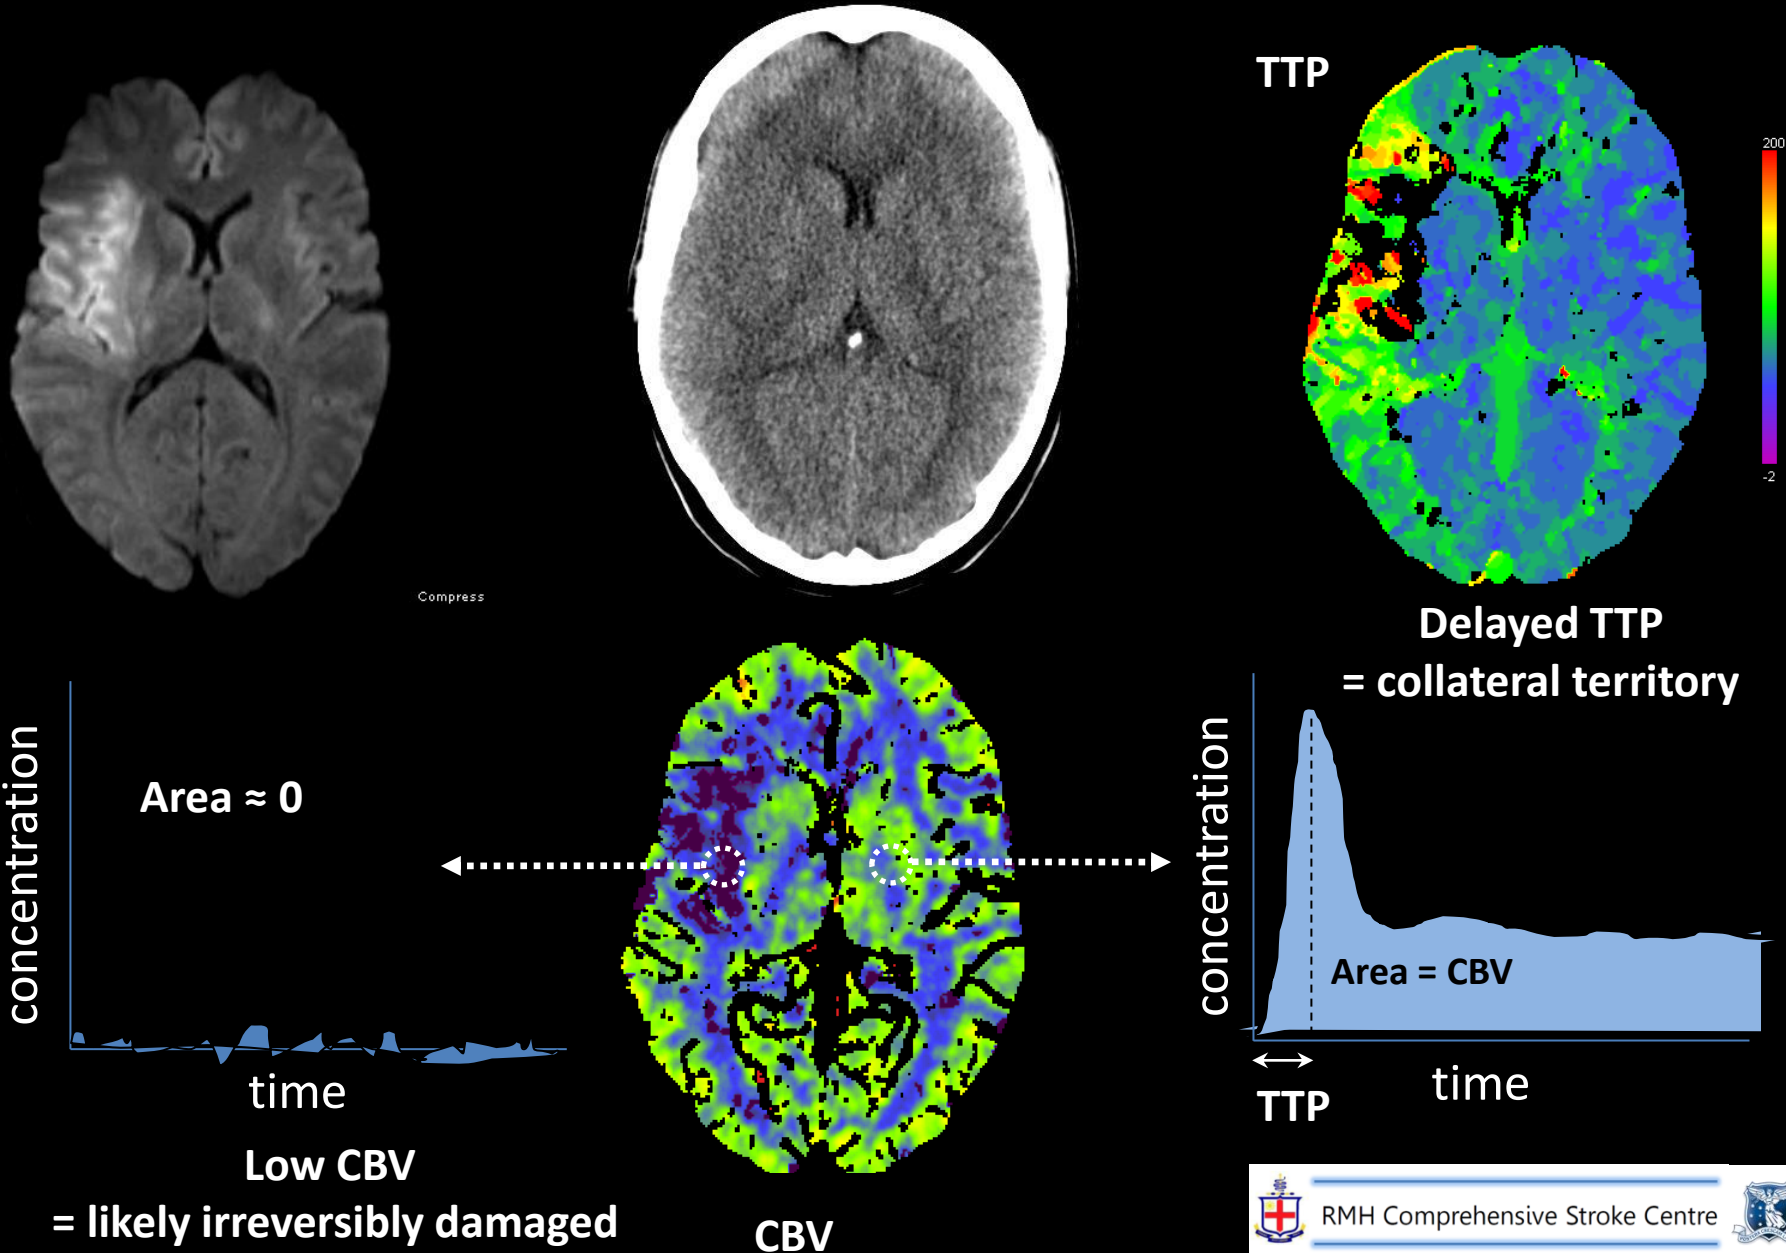 TTP
200
-2
Compress
Delayed TTP
= collateral territory
concentration
Area ≈ 0
time
Low CBV
= likely irreversibly damaged
CBV
concentration
Area = CBV
TTP
time
RMH Comprehensive Stroke Centre